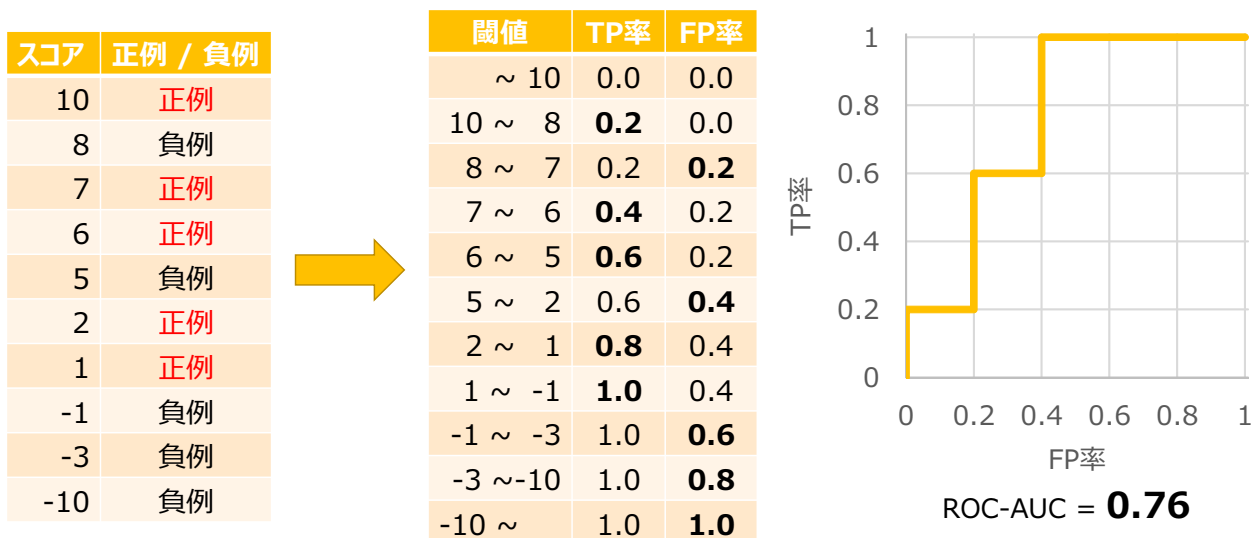 スコア 正例 / 負例
10 正例
8 負例
7 正例
6 正例
5 負例
2 正例
1 正例
-1 負例
-3 負例
-10 負例
閾値 TP率 FP率
~ 10 0.0 0.0
10 ~ 8 0.2 0.0
8 ~ 7 0.2 0.2
7 ~ 6 0.4 0.2
6 ~ 5 0.6 0.2
5 ~ 2 0.6 0.4
2 ~ 1 0.8 0.4
1 ~ -1 1.0 0.4
-1 ~ -3 1.0 0.6
-3 ~-10 1.0 0.8
-10 ~ 1.0 1.0
TP率
1
0.8
0.6
0.4
0.2
0
0 0.2 0.4 0.6 0.8 1
FP率
ROC-AUC = 0.76